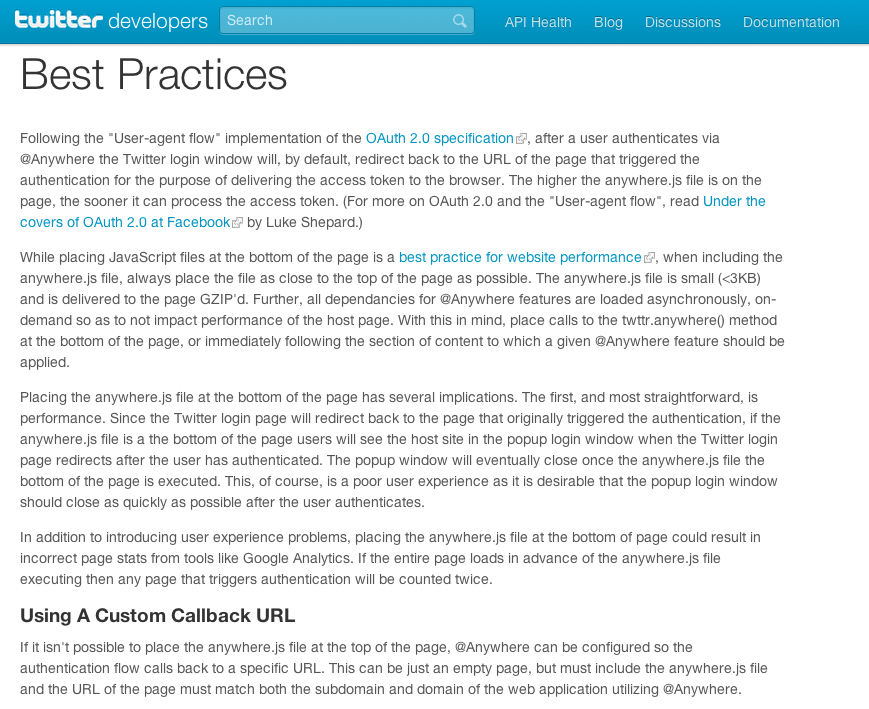 twitter developers Search API Health Blog Discussions Documentation
Best Practices
Following the "User-agent flow" implementation of the OAuth 2.0 specification, after a user authenticates via
@Anywhere the Twitter login window will, by default, redirect back to the URL of the page that triggered the
authentication for the purpose of delivering the access token to the browser. The higher the anywhere.js file is on the
page, the sooner it can process the access token. (For more on OAuth 2.0 and the "User-agent flow", read Under the
covers of OAuth 2.0 at Facebook by Luke Shepard.)
While placing JavaScript files at the bottom of the page is a best practice for website performance, when including the
anywhere.js file, always place the file as close to the top of the page as possible. The anywhere.js file is small (<3KB)
and is delivered to the page GZIP'd. Further, all dependancies for @Anywhere features are loaded asynchronously, on-
demand so as to not impact performance of the host page. With this in mind, place calls to the twttr.anywhere() method
at the bottom of the page, or immediately following the section of content to which a given @Anywhere feature should be
applied.
Placing the anywhere.js file at the bottom of the page has several implications. The first, and most straightforward, is
performance. Since the Twitter login page will redirect back to the page that originally triggered the authentication, if the
anywhere.js file is a the bottom of the page users will see the host site in the popup login window when the Twitter login
page redirects after the user has authenticated. The popup window will eventually close once the anywhere.js file the
bottom of the page is executed. This, of course, is a poor user experience as it is desirable that the popup login window
should close as quickly as possible after the user authenticates.
In addition to introducing user experience problems, placing the anywhere.js file at the bottom of page could result in
incorrect page stats from tools like Google Analytics. If the entire page loads in advance of the anywhere.js file
executing then any page that triggers authentication will be counted twice.
Using A Custom Callback URL
If it isn't possible to place the anywhere.js file at the top of the page, @Anywhere can be configured so the
authentication flow calls back to a specific URL. This can be just an empty page, but must include the anywhere.js file
and the URL of the page must match both the subdomain and domain of the web application utilizing @Anywhere.